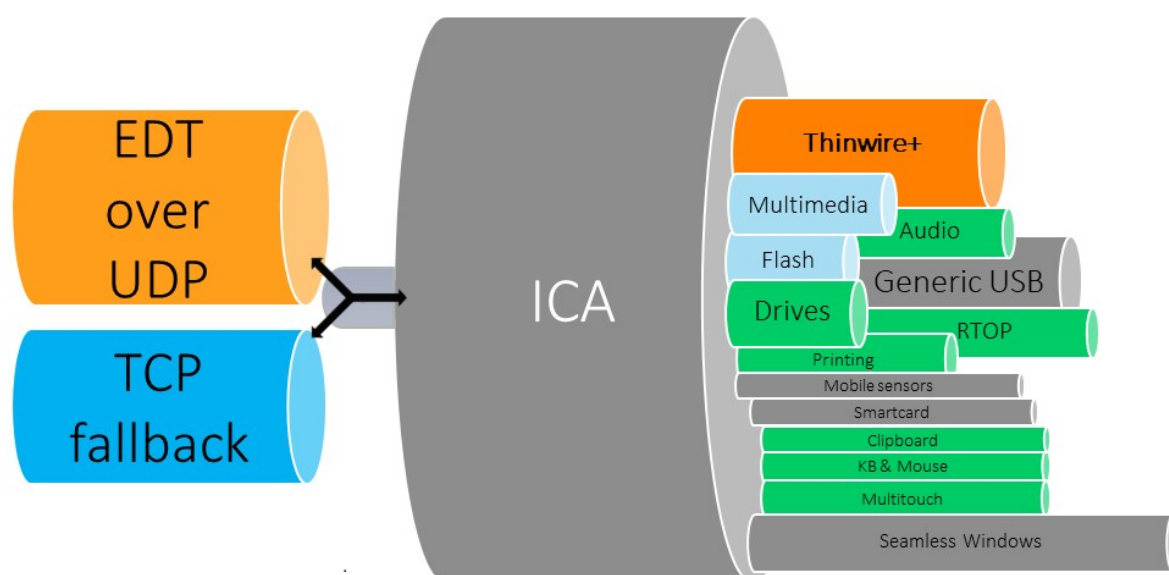 EDT
over
UDP
TCP
fallback
ICA
Thinwire+
Multimedia
Audio
Flash
Generic USB
Drives
RTOP
Printing
Mobile sensors
Smartcard
Clipboard
KB & Mouse
Multitouch
Seamless Windows